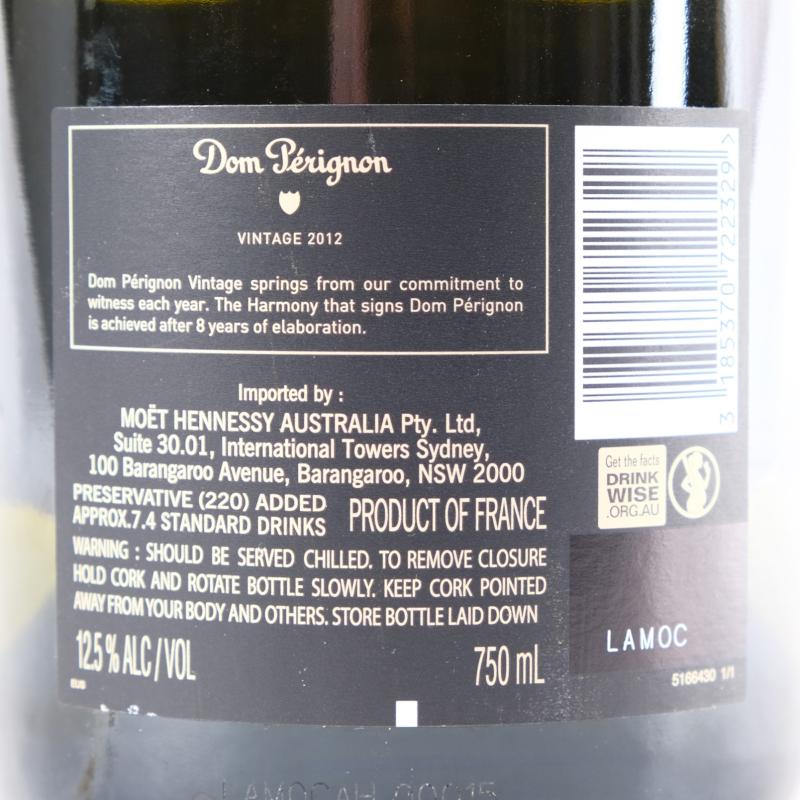 Dom Pérignon
VINTAGE 2012
Dom Pérignon Vintage springs from our commitment to
witness each year. The Harmony that signs Dom Pérignon
is achieved after 8 years of elaboration.
Imported by :
MOËT HENNESSY AUSTRALIA Pty. Ltd,
Suite 30.01, International Towers Sydney,
100 Barangaroo Avenue, Barangaroo, NSW 2000
PRESERVATIVE (220) ADDED
APPROX.7.4 STANDARD DRINKS
PRODUCT OF FRANCE
WARNING : SHOULD BE SERVED CHILLED. TO REMOVE CLOSURE
HOLD CORK AND ROTATE BOTTLE SLOWLY. KEEP CORK POINTED
AWAY FROM YOUR BODY AND OTHERS. STORE BOTTLE LAID DOWN
12.5 % ALC / VOL
750 mL
EUS
3 185370 722329 >
Get the facts
DRINK
WISE
.ORG.AU
LAMOC
5166430 1/1